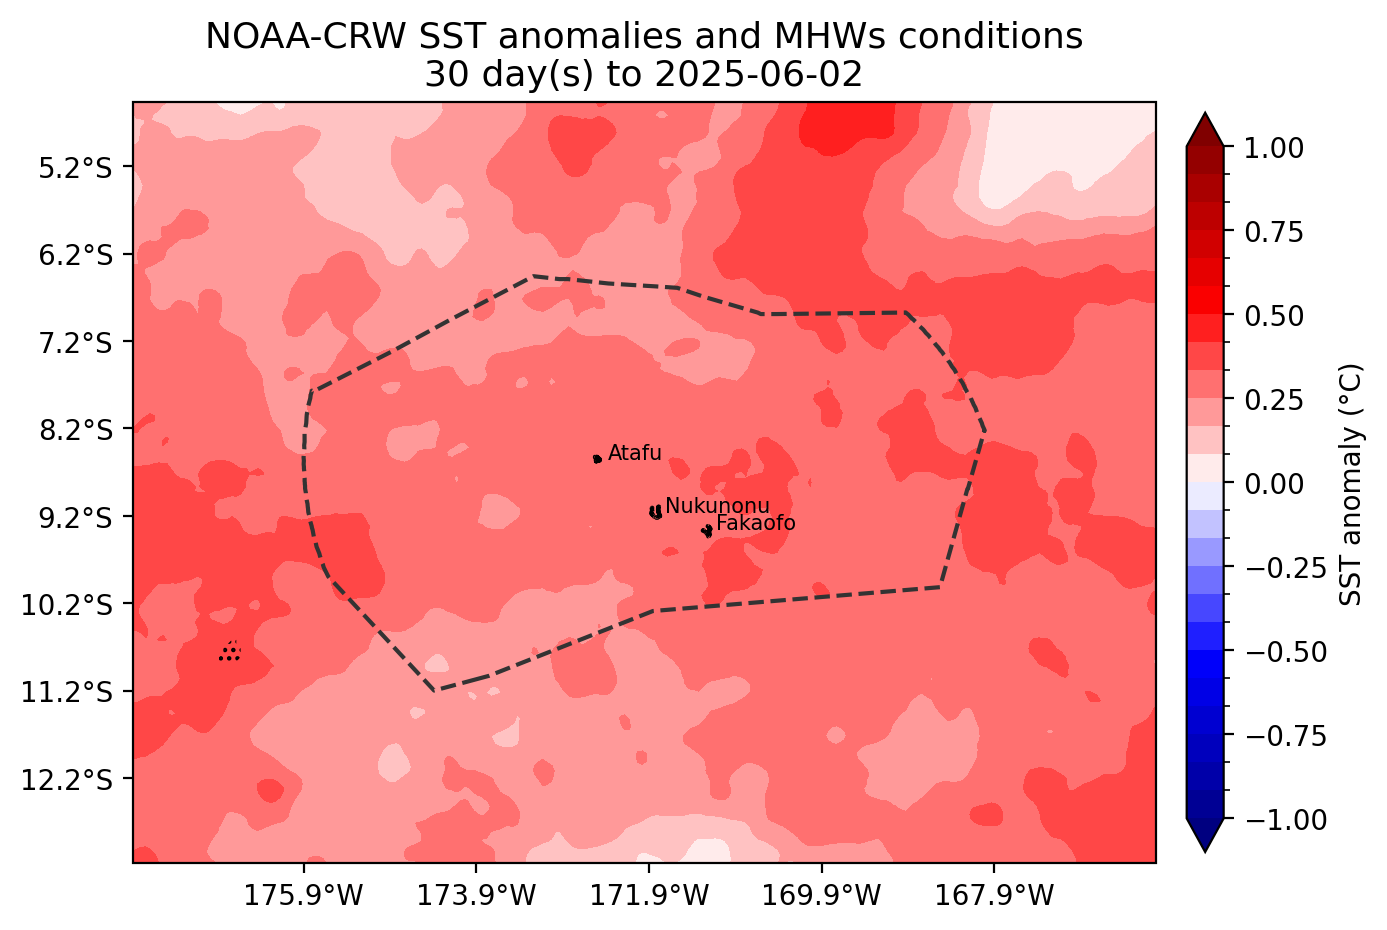 NOAA-CRW SST anomalies and MHWs conditions
30 day(s) to 2025-06-02
5.2°S
6.2°S
7.2°S
8.2°S
9.2°S
10.2°S
11.2°S
12.2°S
Atafu
Nukunonu
Fakaofo
175.9°W
173.9°W
171.9°W
169.9°W
167.9°W
1.00
0.75
0.50
0.25
0.00
−0.25
−0.50
−0.75
−1.00
SST anomaly (°C)